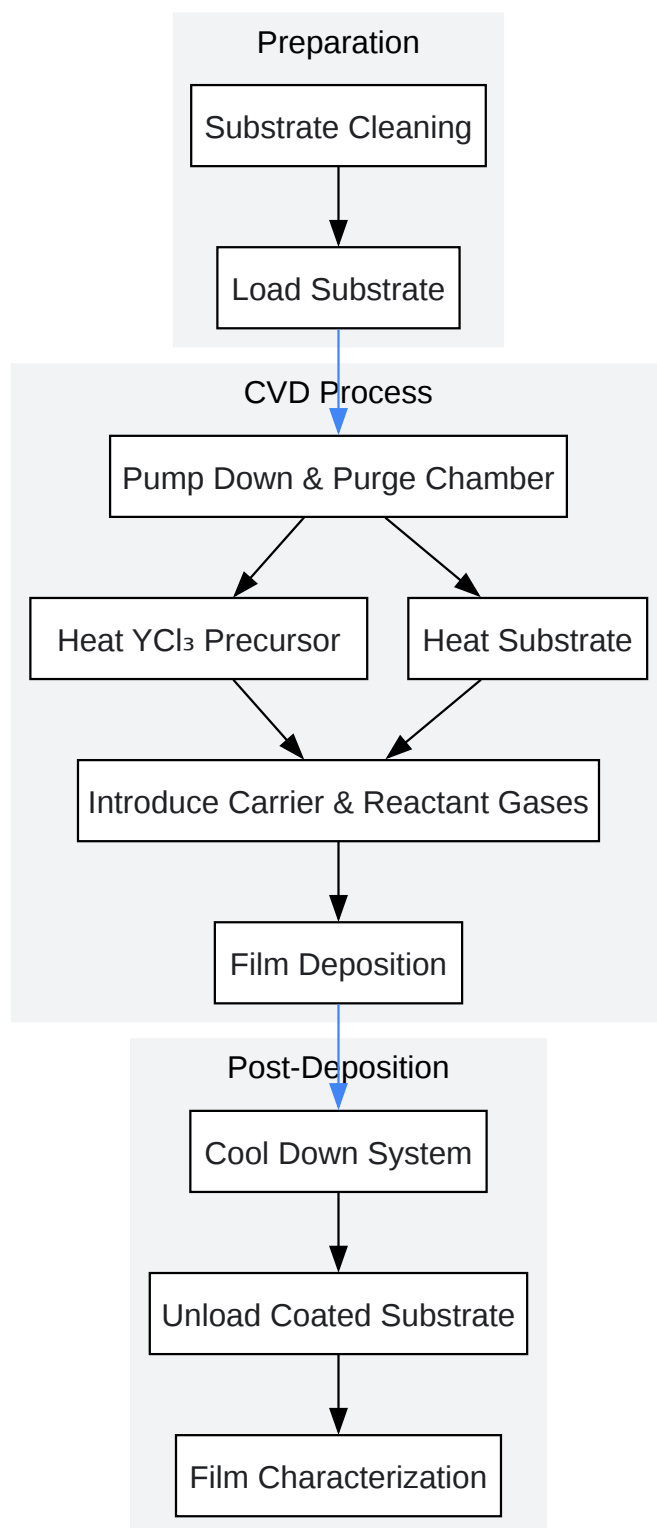 Preparation
Substrate Cleaning
Load Substrate
CVD Process
Pump Down & Purge Chamber
Heat YCl₃ Precursor
Heat Substrate
Introduce Carrier & Reactant Gases
Film Deposition
Post-Deposition
Cool Down System
Unload Coated Substrate
Film Characterization